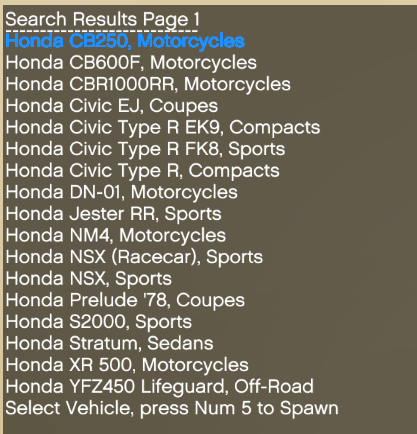 Search Results Page 1
--------------------------------
Honda CB250, Motorcycles
Honda CB600F, Motorcycles
Honda CBR1000RR, Motorcycles
Honda Civic EJ, Coupes
Honda Civic Type R EK9, Compacts
Honda Civic Type R FK8, Sports
Honda Civic Type R, Compacts
Honda DN-01, Motorcycles
Honda Jester RR, Sports
Honda NM4, Motorcycles
Honda NSX (Racecar), Sports
Honda NSX, Sports
Honda Prelude '78, Coupes
Honda S2000, Sports
Honda Stratum, Sedans
Honda XR 500, Motorcycles
Honda YFZ450 Lifeguard, Off-Road
Select Vehicle, press Num 5 to Spawn